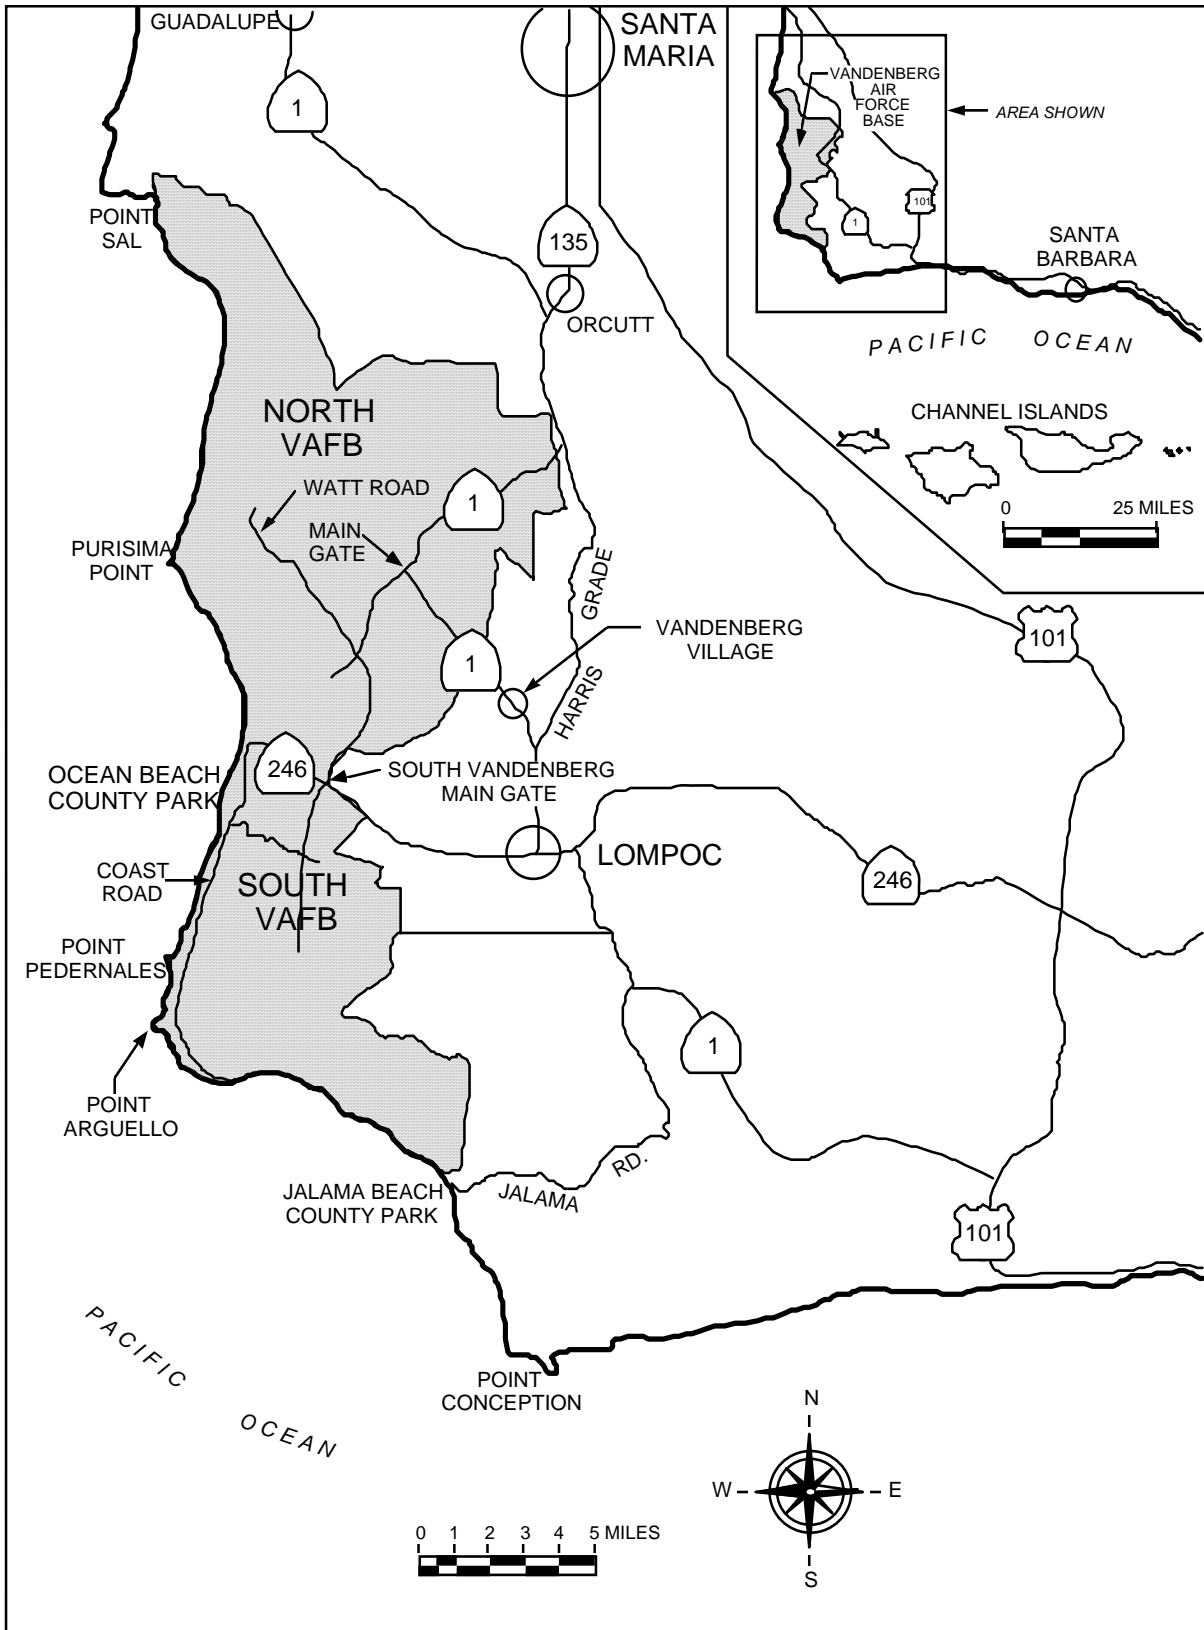 GUADALUPE
SANTA
MARIA
1
VANDENBERG
AIR
FORCE
BASE
AREA SHOWN
101
1
POINT
SAL
135
SANTA
BARBARA
ORCUTT
PACIFIC OCEAN
NORTH
VAFB
CHANNEL ISLANDS
WATT ROAD
1
0 25 MILES
MAIN
GATE
PURISIMA
POINT
HARRIS GRADE
VANDENBERG
VILLAGE
101
1
OCEAN BEACH
COUNTY PARK
246
SOUTH VANDENBERG
MAIN GATE
LOMPOC
COAST
ROAD
SOUTH
VAFB
246
POINT
PEDERNALES
1
POINT
ARGUELLO
JALAMA RD.
JALAMA BEACH
COUNTY PARK
101
PACIFIC
OCEAN
POINT
CONCEPTION
N
W E
S
0 1 2 3 4 5 MILES